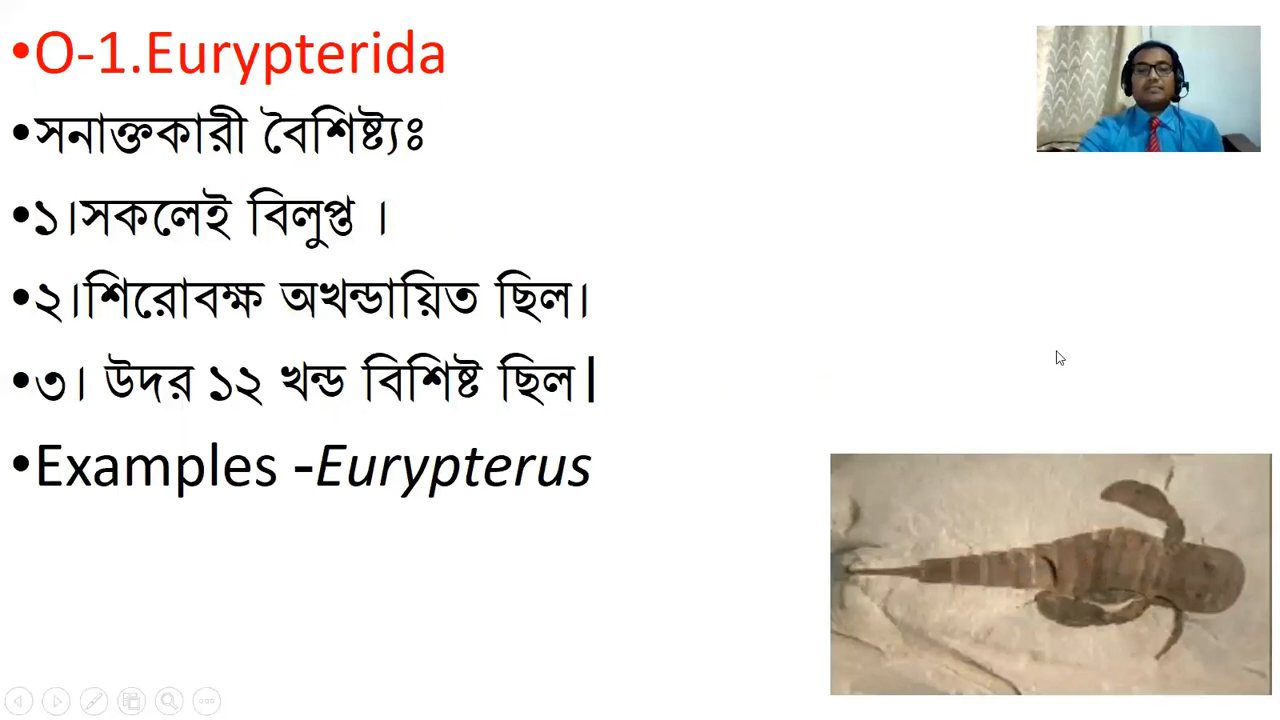 •O-1.Eurypterida
•সনাক্তকারী বৈশিষ্ট্যঃ
•১।সকলেই বিলুপ্ত ।
•২।শিরোবক্ষ অখন্ডায়িত ছিল।
•৩। উদর ১২ খন্ড বিশিষ্ট ছিল|
•Examples -Eurypterus